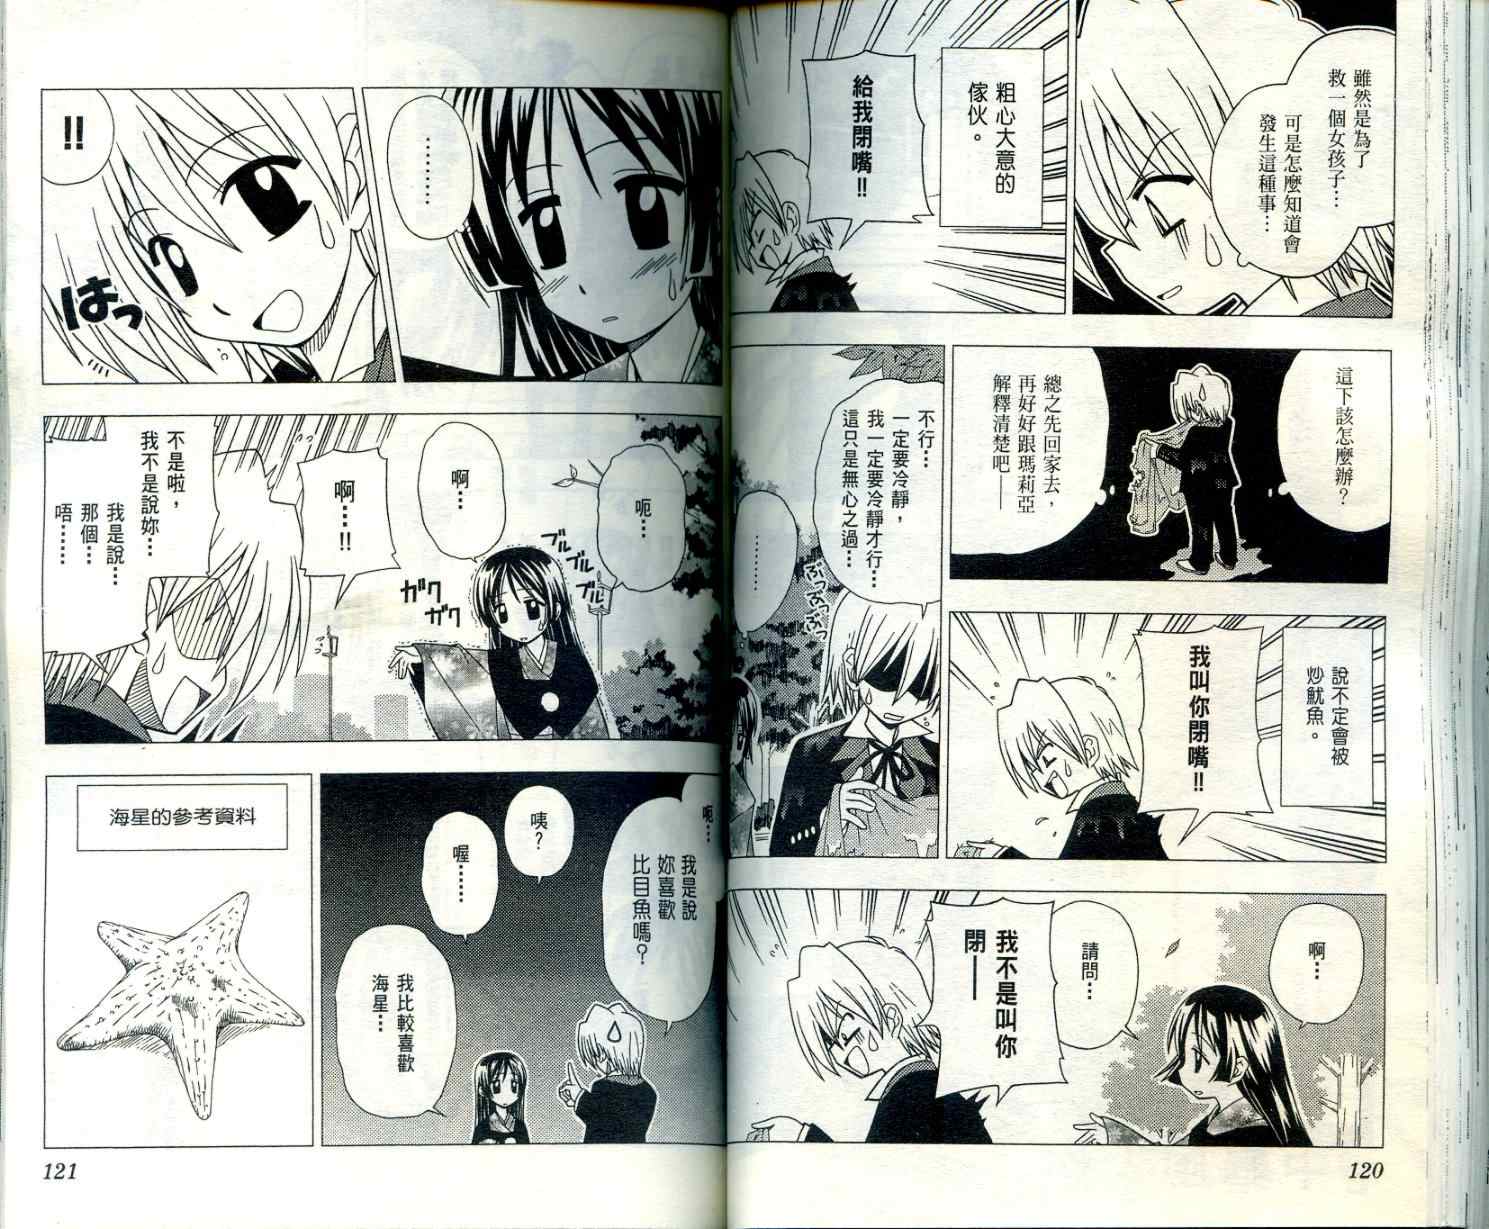 雖然是為了
救一個女孩子…
可是怎麼知道會
發生這種事…
粗心大意的
傢伙。
給我閉嘴!!
這下該怎麼辦？
總之先回家去，
再好好跟瑪莉亞
解釋清楚吧——
不行…
一定要冷靜，
我一定要冷靜才行…
這只是無心之過…
ぶつぶつぶつ
………
說不定會被
炒魷魚。
我叫你閉嘴!!
啊…
請問…
我不是叫你
閉——
120
………
!!
はっ
呃…
啊…
ブルブルブル
ガクガク
啊…!!
不是啦，
我不是說妳…
我是說…
那個…
唔……
呃…
我是說
妳喜歡
比目魚嗎？
咦？
喔……
我比較喜歡
海星…
海星的參考資料
121